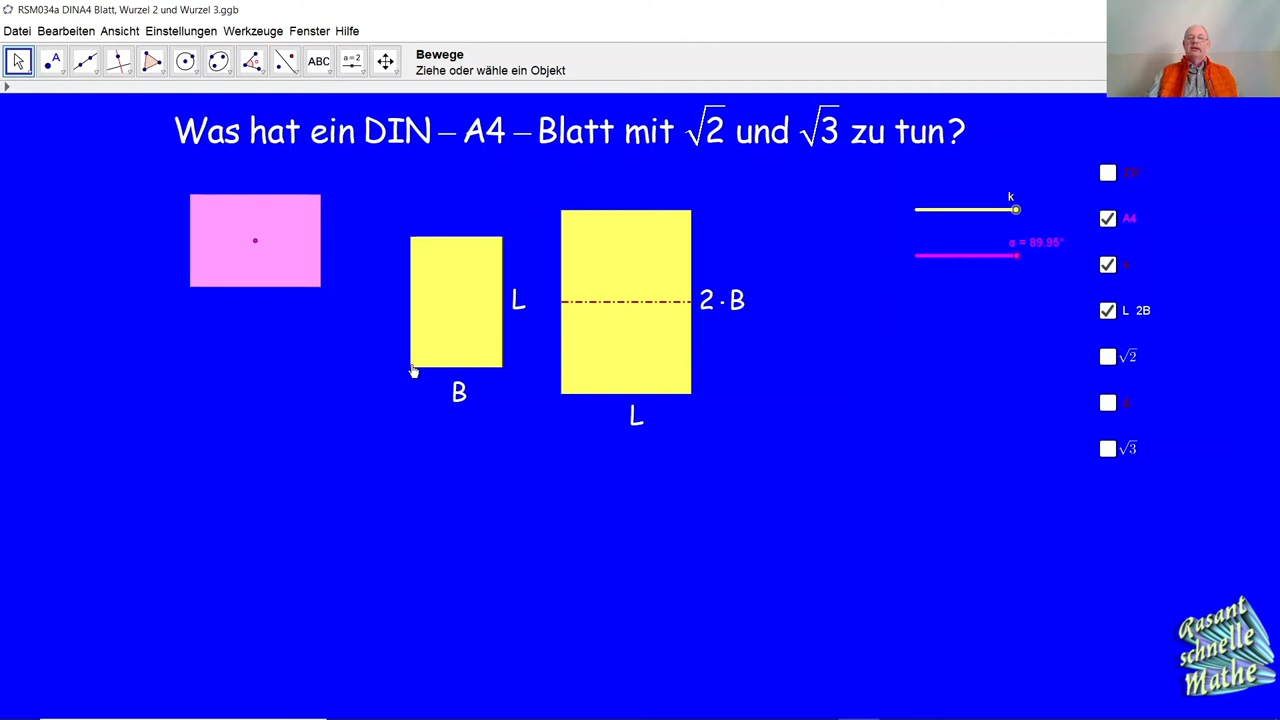 RSM034a DINA4 Blatt, Wurzel 2 und Wurzel 3.ggb
Datei Bearbeiten Ansicht Einstellungen Werkzeuge Fenster Hilfe
A
ABC
a=2
Bewege
Ziehe oder wähle ein Objekt
Was hat ein DIN – A4 – Blatt mit √2 und √3 zu tun?
k
α = 89.95°
A4
L 2B
√2
√3
L
B
2 · B
L
Rasant
schnelle
Mathe